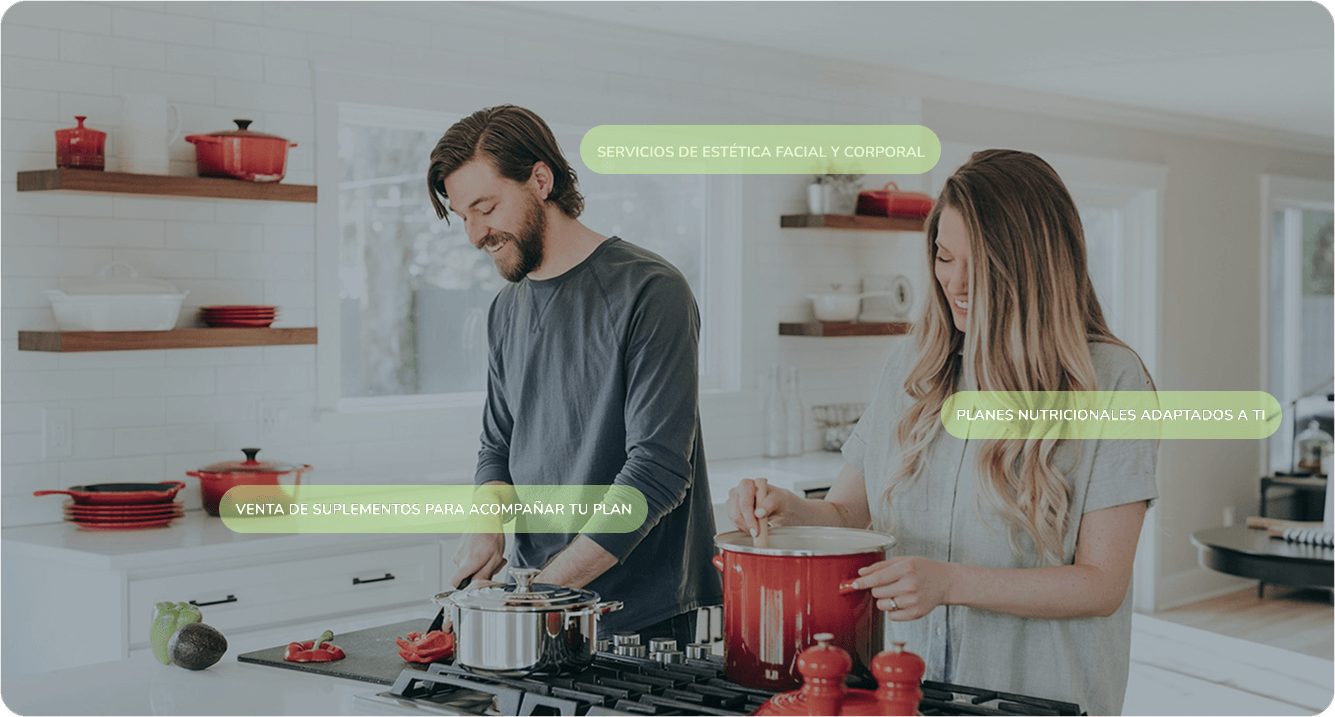 SERVICIOS DE ESTÉTICA FACIAL Y CORPORAL
PLANES NUTRICIONALES ADAPTADOS A TI
VENTA DE SUPLEMENTOS PARA ACOMPAÑAR TU PLAN